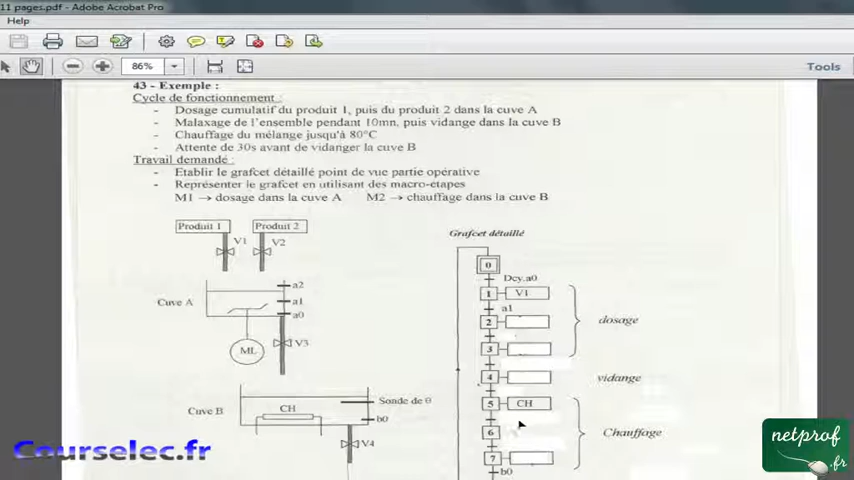 11 pages.pdf - Adobe Acrobat Pro
Help
86%
Tools
43 - Exemple :
Cycle de fonctionnement :
- Dosage cumulatif du produit 1, puis du produit 2 dans la cuve A
- Malaxage de l'ensemble pendant 10mn, puis vidange dans la cuve B
- Chauffage du mélange jusqu'à 80°C
- Attente de 30s avant de vidanger la cuve B
Travail demandé :
- Etablir le grafcet détaillé point de vue partie opérative
- Représenter le grafcet en utilisant des macro-etapes
M1 → dosage dans la cuve A M2 → chauffage dans la cuve B
Produit 1 Produit 2
V1 V2
Cuve A
a2
a1
a0
ML
V3
Cuve B
CH
Sonde de θ
b0
V4
Grafcet détaillé
0
Dcy.a0
1 V1
a1
2
dosage
3
4
vidange
5 CH
6
Chauffage
7
b0
Courselec.fr
netprof
.fr